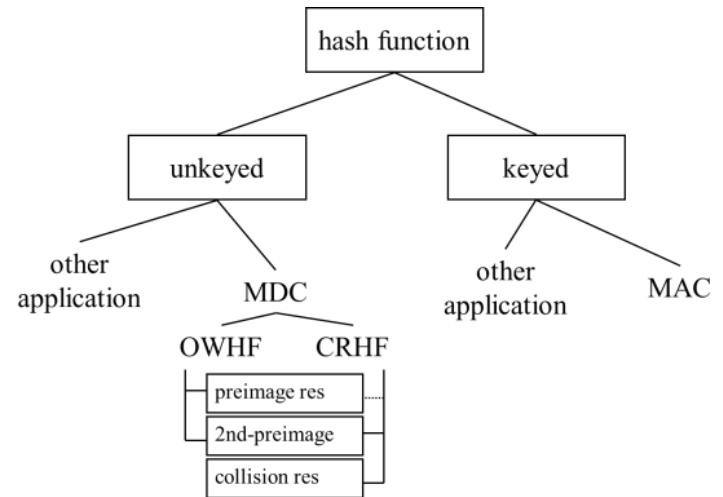 hash function
unkeyed
keyed
other
application
MDC
other
application
MAC
OWHF
CRHF
preimage res
2nd-preimage
collision res